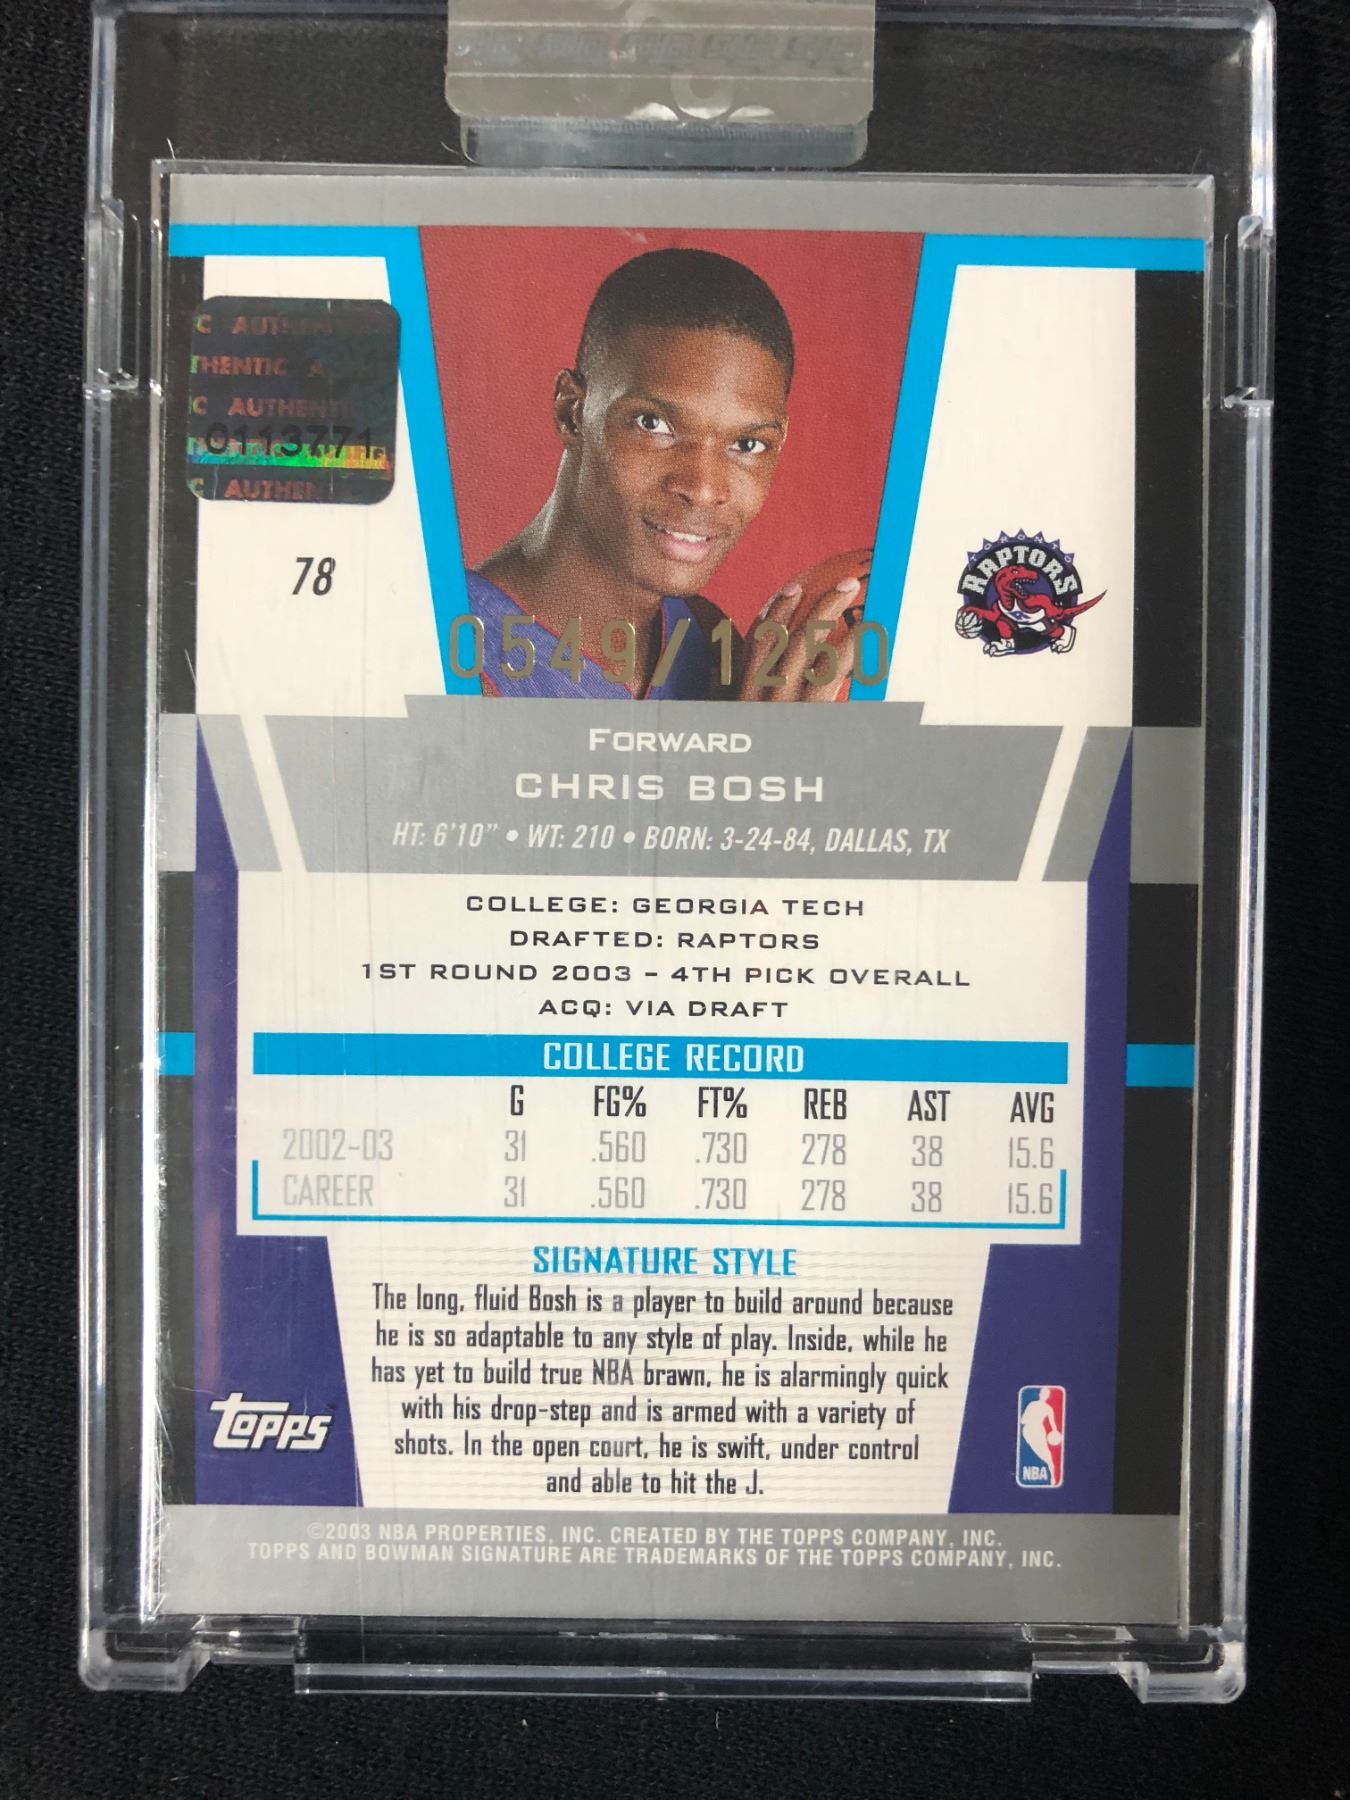 C AUTHENTIC
THENTIC A
C AUTHENTI
0113771
C AUTHEN
78
TORONTO
RAPTORS
0549/1250
FORWARD
CHRIS BOSH
HT: 6'10" • WT: 210 • BORN: 3-24-84, DALLAS, TX
COLLEGE: GEORGIA TECH
DRAFTED: RAPTORS
1ST ROUND 2003 – 4TH PICK OVERALL
ACQ: VIA DRAFT
COLLEGE RECORD
G FG% FT% REB AST AVG
2002-03 31 .560 .730 278 38 15.6
CAREER 31 .560 .730 278 38 15.6
SIGNATURE STYLE
The long, fluid Bosh is a player to build around because
he is so adaptable to any style of play. Inside, while he
has yet to build true NBA brawn, he is alarmingly quick
with his drop-step and is armed with a variety of
shots. In the open court, he is swift, under control
and able to hit the J.
Topps
NBA
©2003 NBA PROPERTIES, INC. CREATED BY THE TOPPS COMPANY, INC.
TOPPS AND BOWMAN SIGNATURE ARE TRADEMARKS OF THE TOPPS COMPANY, INC.